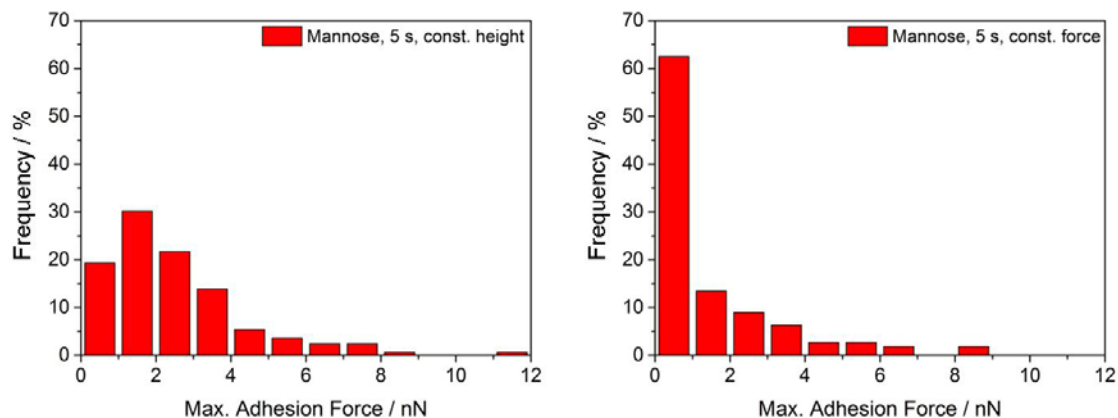 70
Mannose, 5 s, const. height
60
50
40
30
20
10
0
Frequency / %
0 2 4 6 8 10 12
Max. Adhesion Force / nN
70
Mannose, 5 s, const. force
60
50
40
30
20
10
0
Frequency / %
0 2 4 6 8 10 12
Max. Adhesion Force / nN